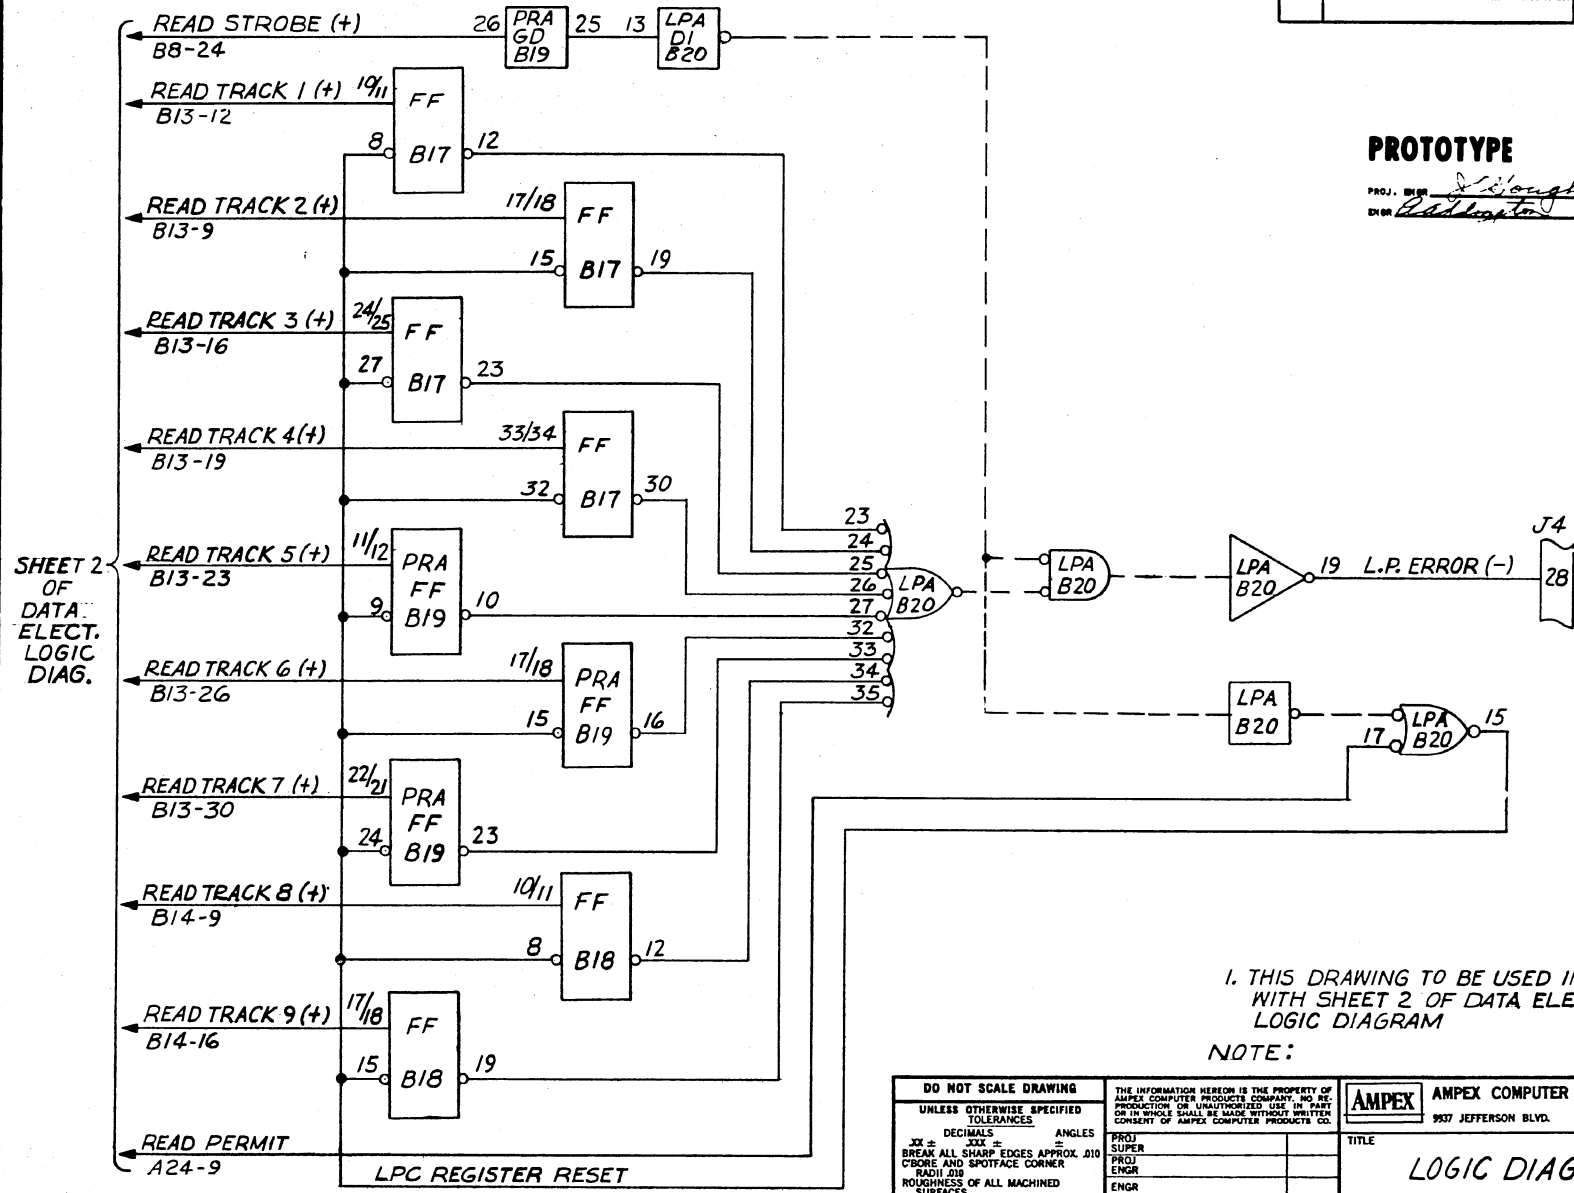 READ STROBE (+)
B8-24
26
PRA
GD
B19
25
13
LPA
D1
B20
READ TRACK 1 (+)
B13-12
10/11
FF
8
B17
12
PROTOTYPE
PROJ. ENGR
ENGR
READ TRACK 2 (+)
B13-9
17/18
FF
15
B17
19
READ TRACK 3 (+)
B13-16
24/25
FF
27
B17
23
READ TRACK 4 (+)
B13-19
33/34
FF
32
B17
30
SHEET 2
OF
DATA
ELECT.
LOGIC
DIAG.
READ TRACK 5 (+)
B13-23
11/12
PRA
FF
9
B19
10
23
24
25
26
27
32
33
34
35
LPA
B20
LPA
B20
LPA
B20
19
L.P. ERROR (-)
J4
28
READ TRACK 6 (+)
B13-26
17/18
PRA
FF
15
B19
16
LPA
B20
17
LPA
B20
15
READ TRACK 7 (+)
B13-30
22/21
PRA
FF
24
B19
23
READ TRACK 8 (+)
B14-9
10/11
FF
8
B18
12
READ TRACK 9 (+)
B14-16
17/18
FF
15
B18
19
READ PERMIT
A24-9
LPC REGISTER RESET
1. THIS DRAWING TO BE USED
WITH SHEET 2 OF DATA ELE
LOGIC DIAGRAM
NOTE:
DO NOT SCALE DRAWING
UNLESS OTHERWISE SPECIFIED
TOLERANCES
DECIMALS ANGLES
.XX ± .XXX ± ±
BREAK ALL SHARP EDGES APPROX. .010
C'BORE AND SPOTFACE CORNER
RADII .010
ROUGHNESS OF ALL MACHINED
SURFACES
THE INFORMATION HEREON IS THE PROPERTY OF
AMPEX COMPUTER PRODUCTS COMPANY. NO RE-
PRODUCTION OR UNAUTHORIZED USE IN PART
OR IN WHOLE SHALL BE MADE WITHOUT WRITTEN
CONSENT OF AMPEX COMPUTER PRODUCTS CO.
PROJ
SUPER
PROJ
ENGR
ENGR
AMPEX
AMPEX COMPUTER
9937 JEFFERSON BLVD.
TITLE
LOGIC DIAG